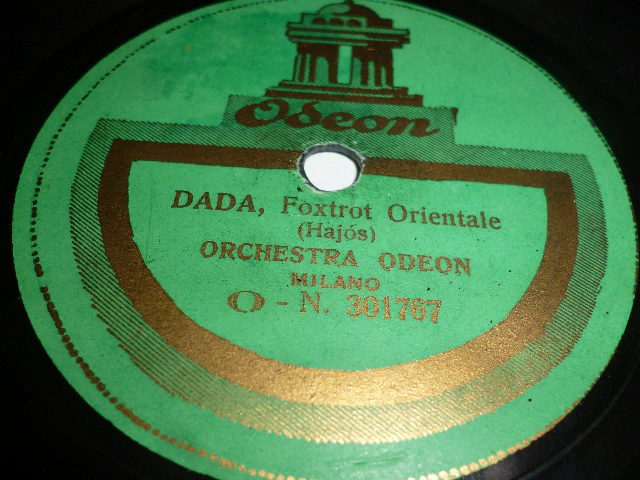 Odeon
DADA, Foxtrot Orientale
(Hajós)
ORCHESTRA ODEON
MILANO
O - N. 301767